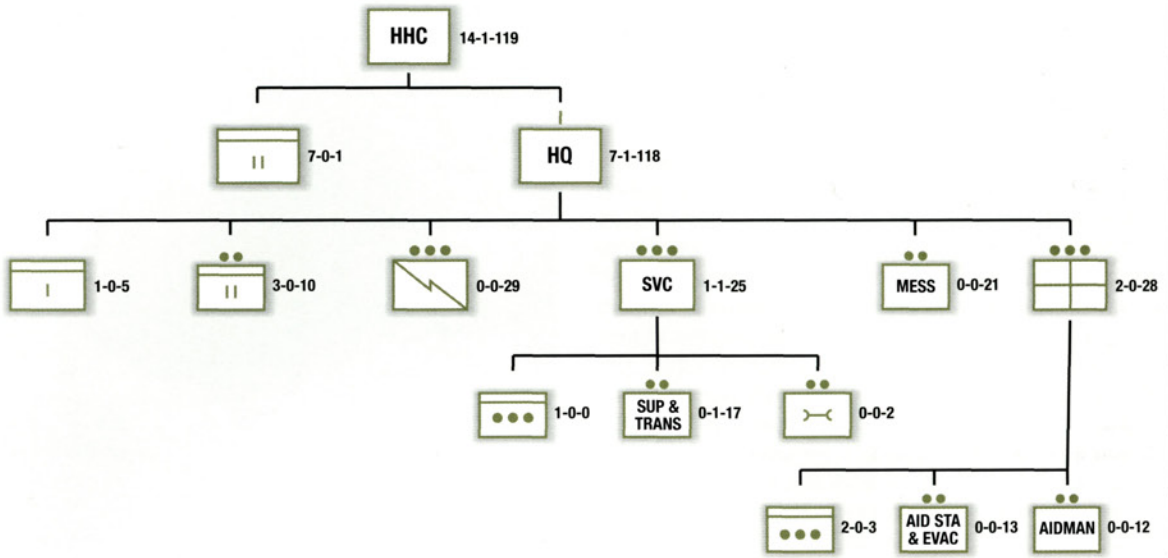 HHC
14-1-119
7-0-1
HQ
7-1-118
1-0-5
3-0-10
0-0-29
SVC
1-1-25
MESS
0-0-21
2-0-28
1-0-0
SUP &
TRANS
0-1-17
0-0-2
2-0-3
AID STA
& EVAC
0-0-13
AIDMAN
0-0-12